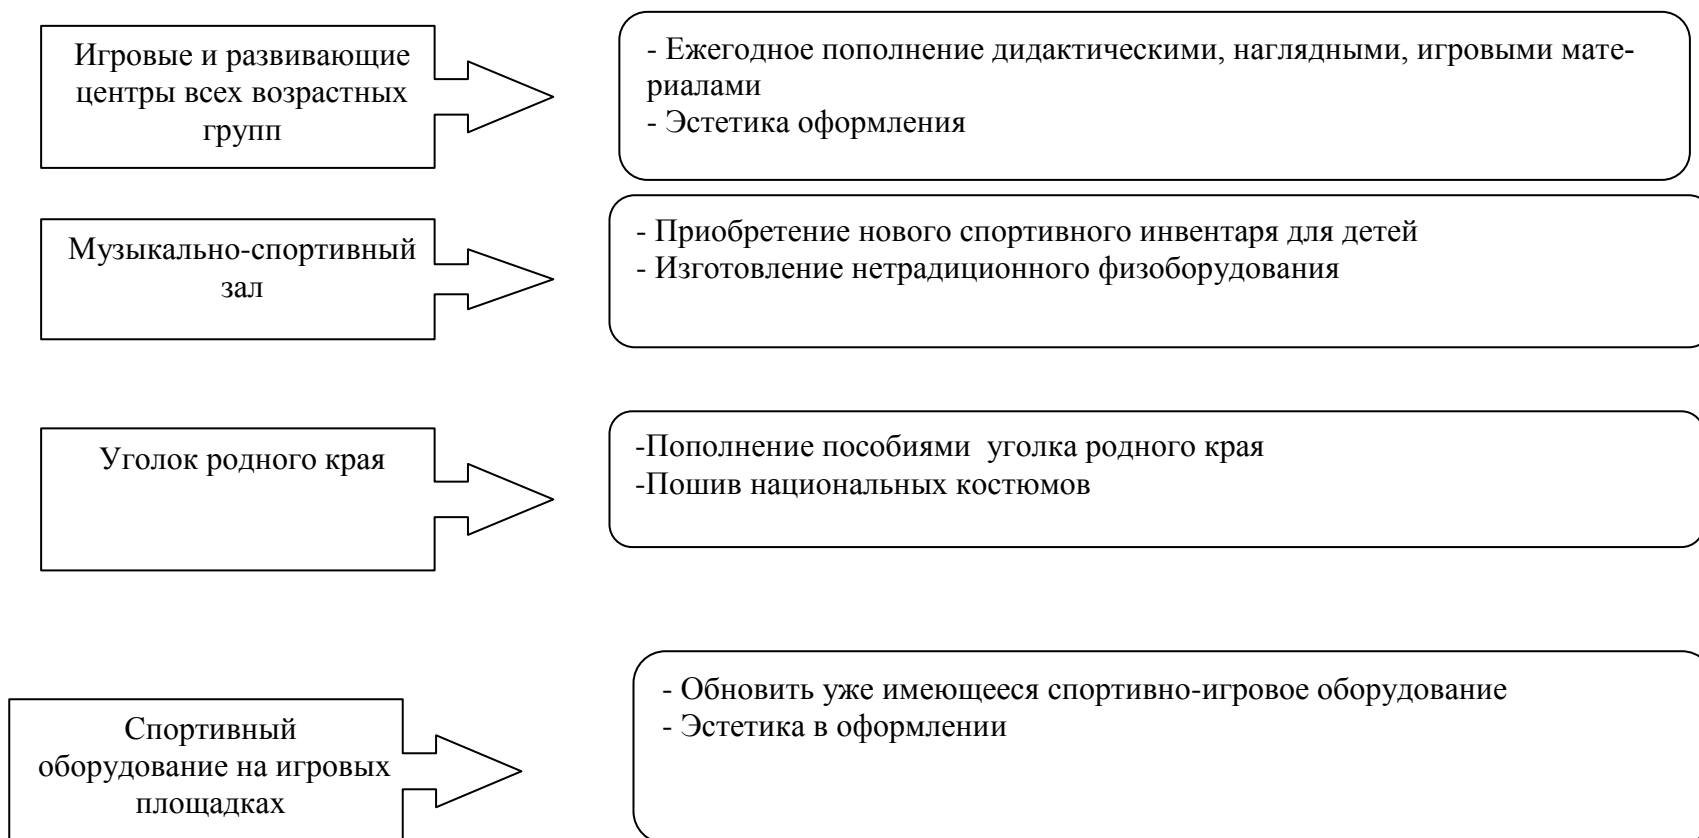 Игровые и развивающие
центры всех возрастных
групп
- Ежегодное пополнение дидактическими, наглядными, игровыми мате-
риалами
- Эстетика оформления
Музыкально-спортивный
зал
- Приобретение нового спортивного инвентаря для детей
- Изготовление нетрадиционного физоборудования
Уголок родного края
-Пополнение пособиями  уголка родного края
-Пошив национальных костюмов
Спортивный
оборудование на игровых
площадках
- Обновить уже имеющееся спортивно-игровое оборудование
- Эстетика в оформлении